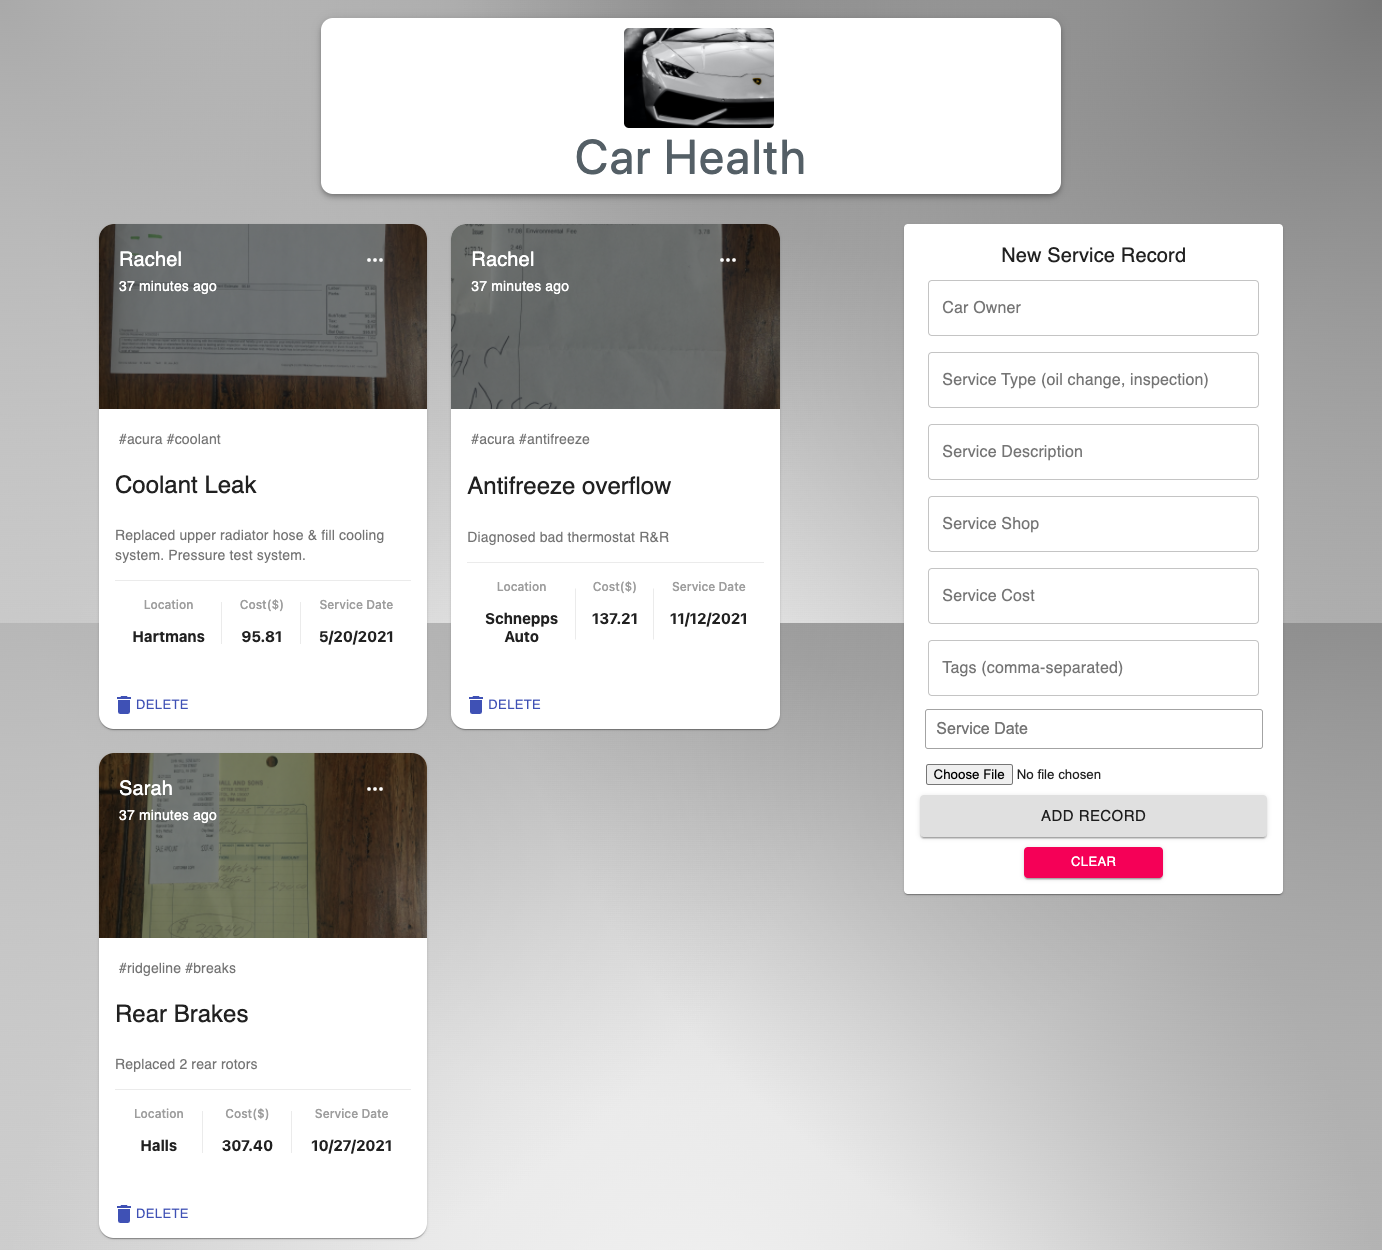 Car Health
Rachel
37 minutes ago
#acura #coolant
Coolant Leak
Replaced upper radiator hose & fill cooling
system. Pressure test system.
Location Cost($) Service Date
Hartmans 95.81 5/20/2021
DELETE
Rachel
37 minutes ago
#acura #antifreeze
Antifreeze overflow
Diagnosed bad thermostat R&R
Location Cost($) Service Date
Schnepps 137.21 11/12/2021
Auto
DELETE
Sarah
37 minutes ago
#ridgeline #breaks
Rear Brakes
Replaced 2 rear rotors
Location Cost($) Service Date
Halls 307.40 10/27/2021
DELETE
New Service Record
Car Owner
Service Type (oil change, inspection)
Service Description
Service Shop
Service Cost
Tags (comma-separated)
Service Date
Choose File No file chosen
ADD RECORD
CLEAR